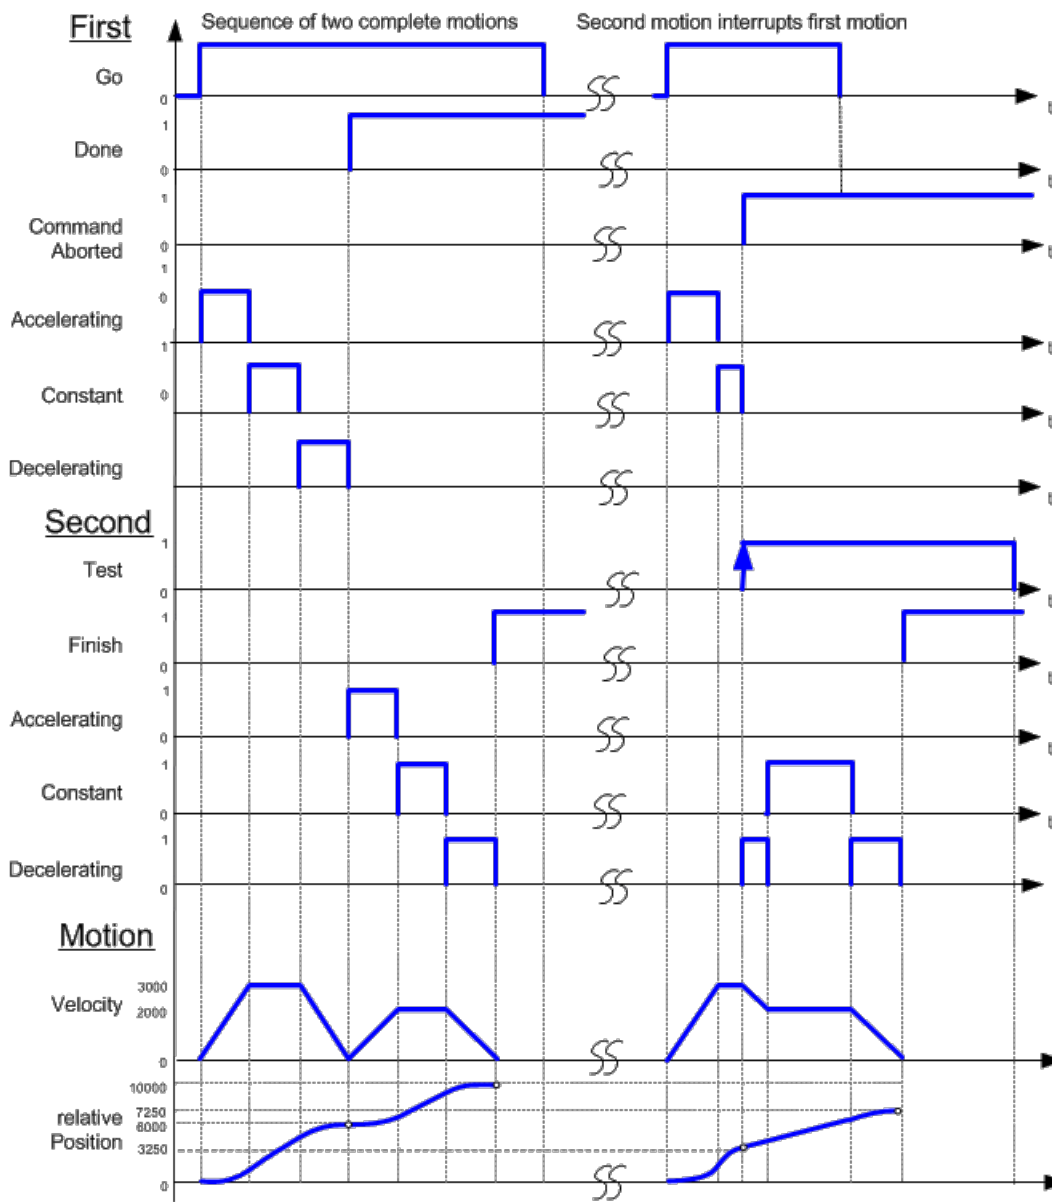 First
Sequence of two complete motions
Second motion interrupts first motion
Go
0
t
1
Done
0
t
1
Command
Aborted
0
t
1
0
Accelerating
1
t
Constant
0
t
Decelerating
t
Second
1
Test
0
t
1
Finish
0
t
1
Accelerating
0
t
1
Constant
0
t
1
Decelerating
0
Motion
3000
Velocity
2000
0
10000
7250
relative
6000
Position
3250
0